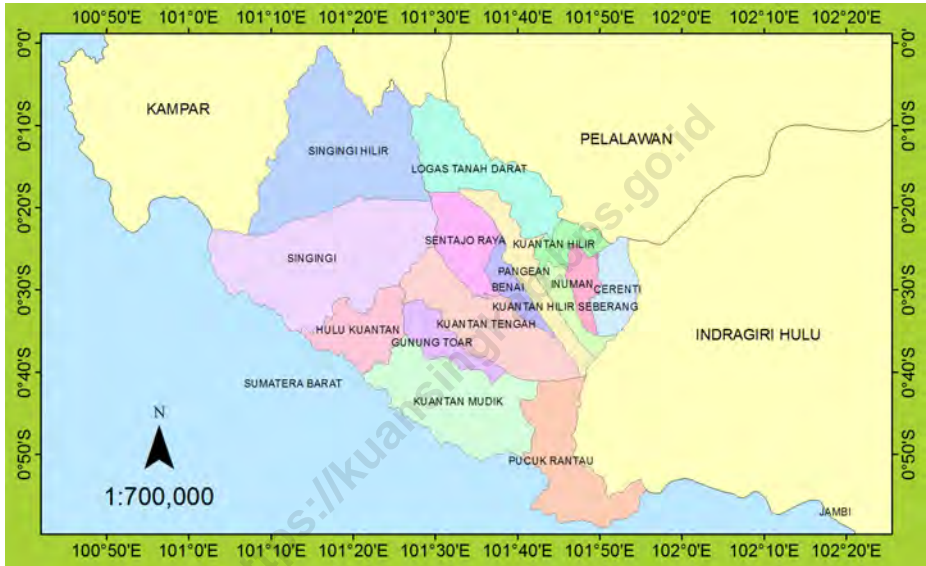 100°50'E 101°0'E 101°10'E 101°20'E 101°30'E 101°40'E 101°50'E 102°0'E 102°10'E 102°20'E
0°0' 0°0'
KAMPAR
0°10'S 0°10'S
PELALAWAN
SINGINGI HILIR
LOGAS TANAH DARAT
0°20'S 0°20'S
SENTAJO RAYA KUANTAN HILIR
SINGINGI
PANGEAN
BENAI INUMAN CERENTI
0°30'S 0°30'S
KUANTAN HILIR SEBERANG
HULU KUANTAN KUANTAN TENGAH
GUNUNG TOAR
INDRAGIRI HULU
0°40'S 0°40'S
SUMATERA BARAT
KUANTAN MUDIK
N
0°50'S 0°50'S
PUCUK RANTAU
1:700,000
JAMBI
100°50'E 101°0'E 101°10'E 101°20'E 101°30'E 101°40'E 101°50'E 102°0'E 102°10'E 102°20'E